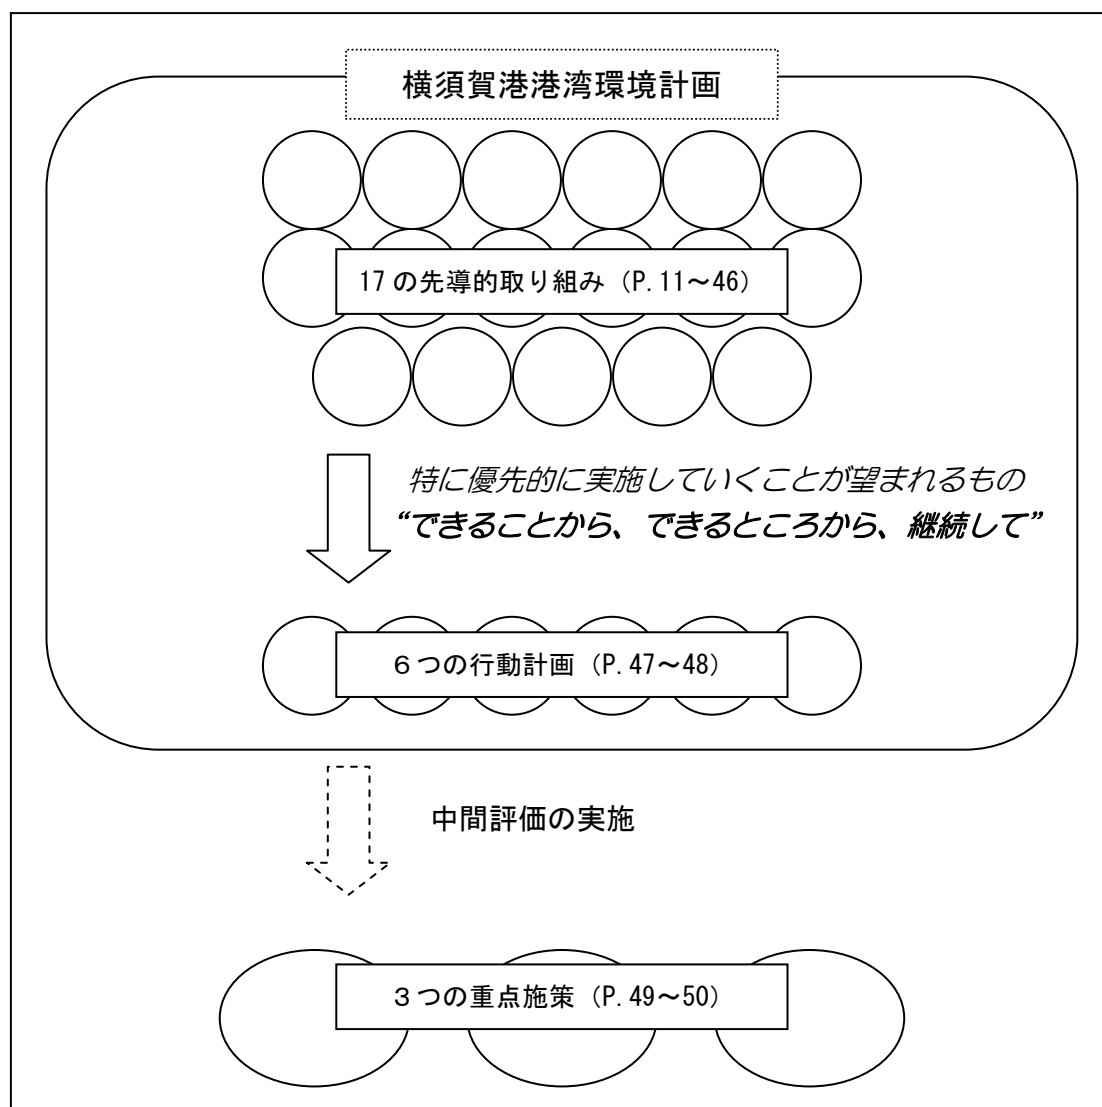 横須賀港港湾環境計画
17の先導的取り組み（P.11～46）
特に優先的に実施していくことが望まれるもの
“できることから、できるところから、継続して”
６つの行動計画（P.47～48）
中間評価の実施
３つの重点施策（P.49～50）